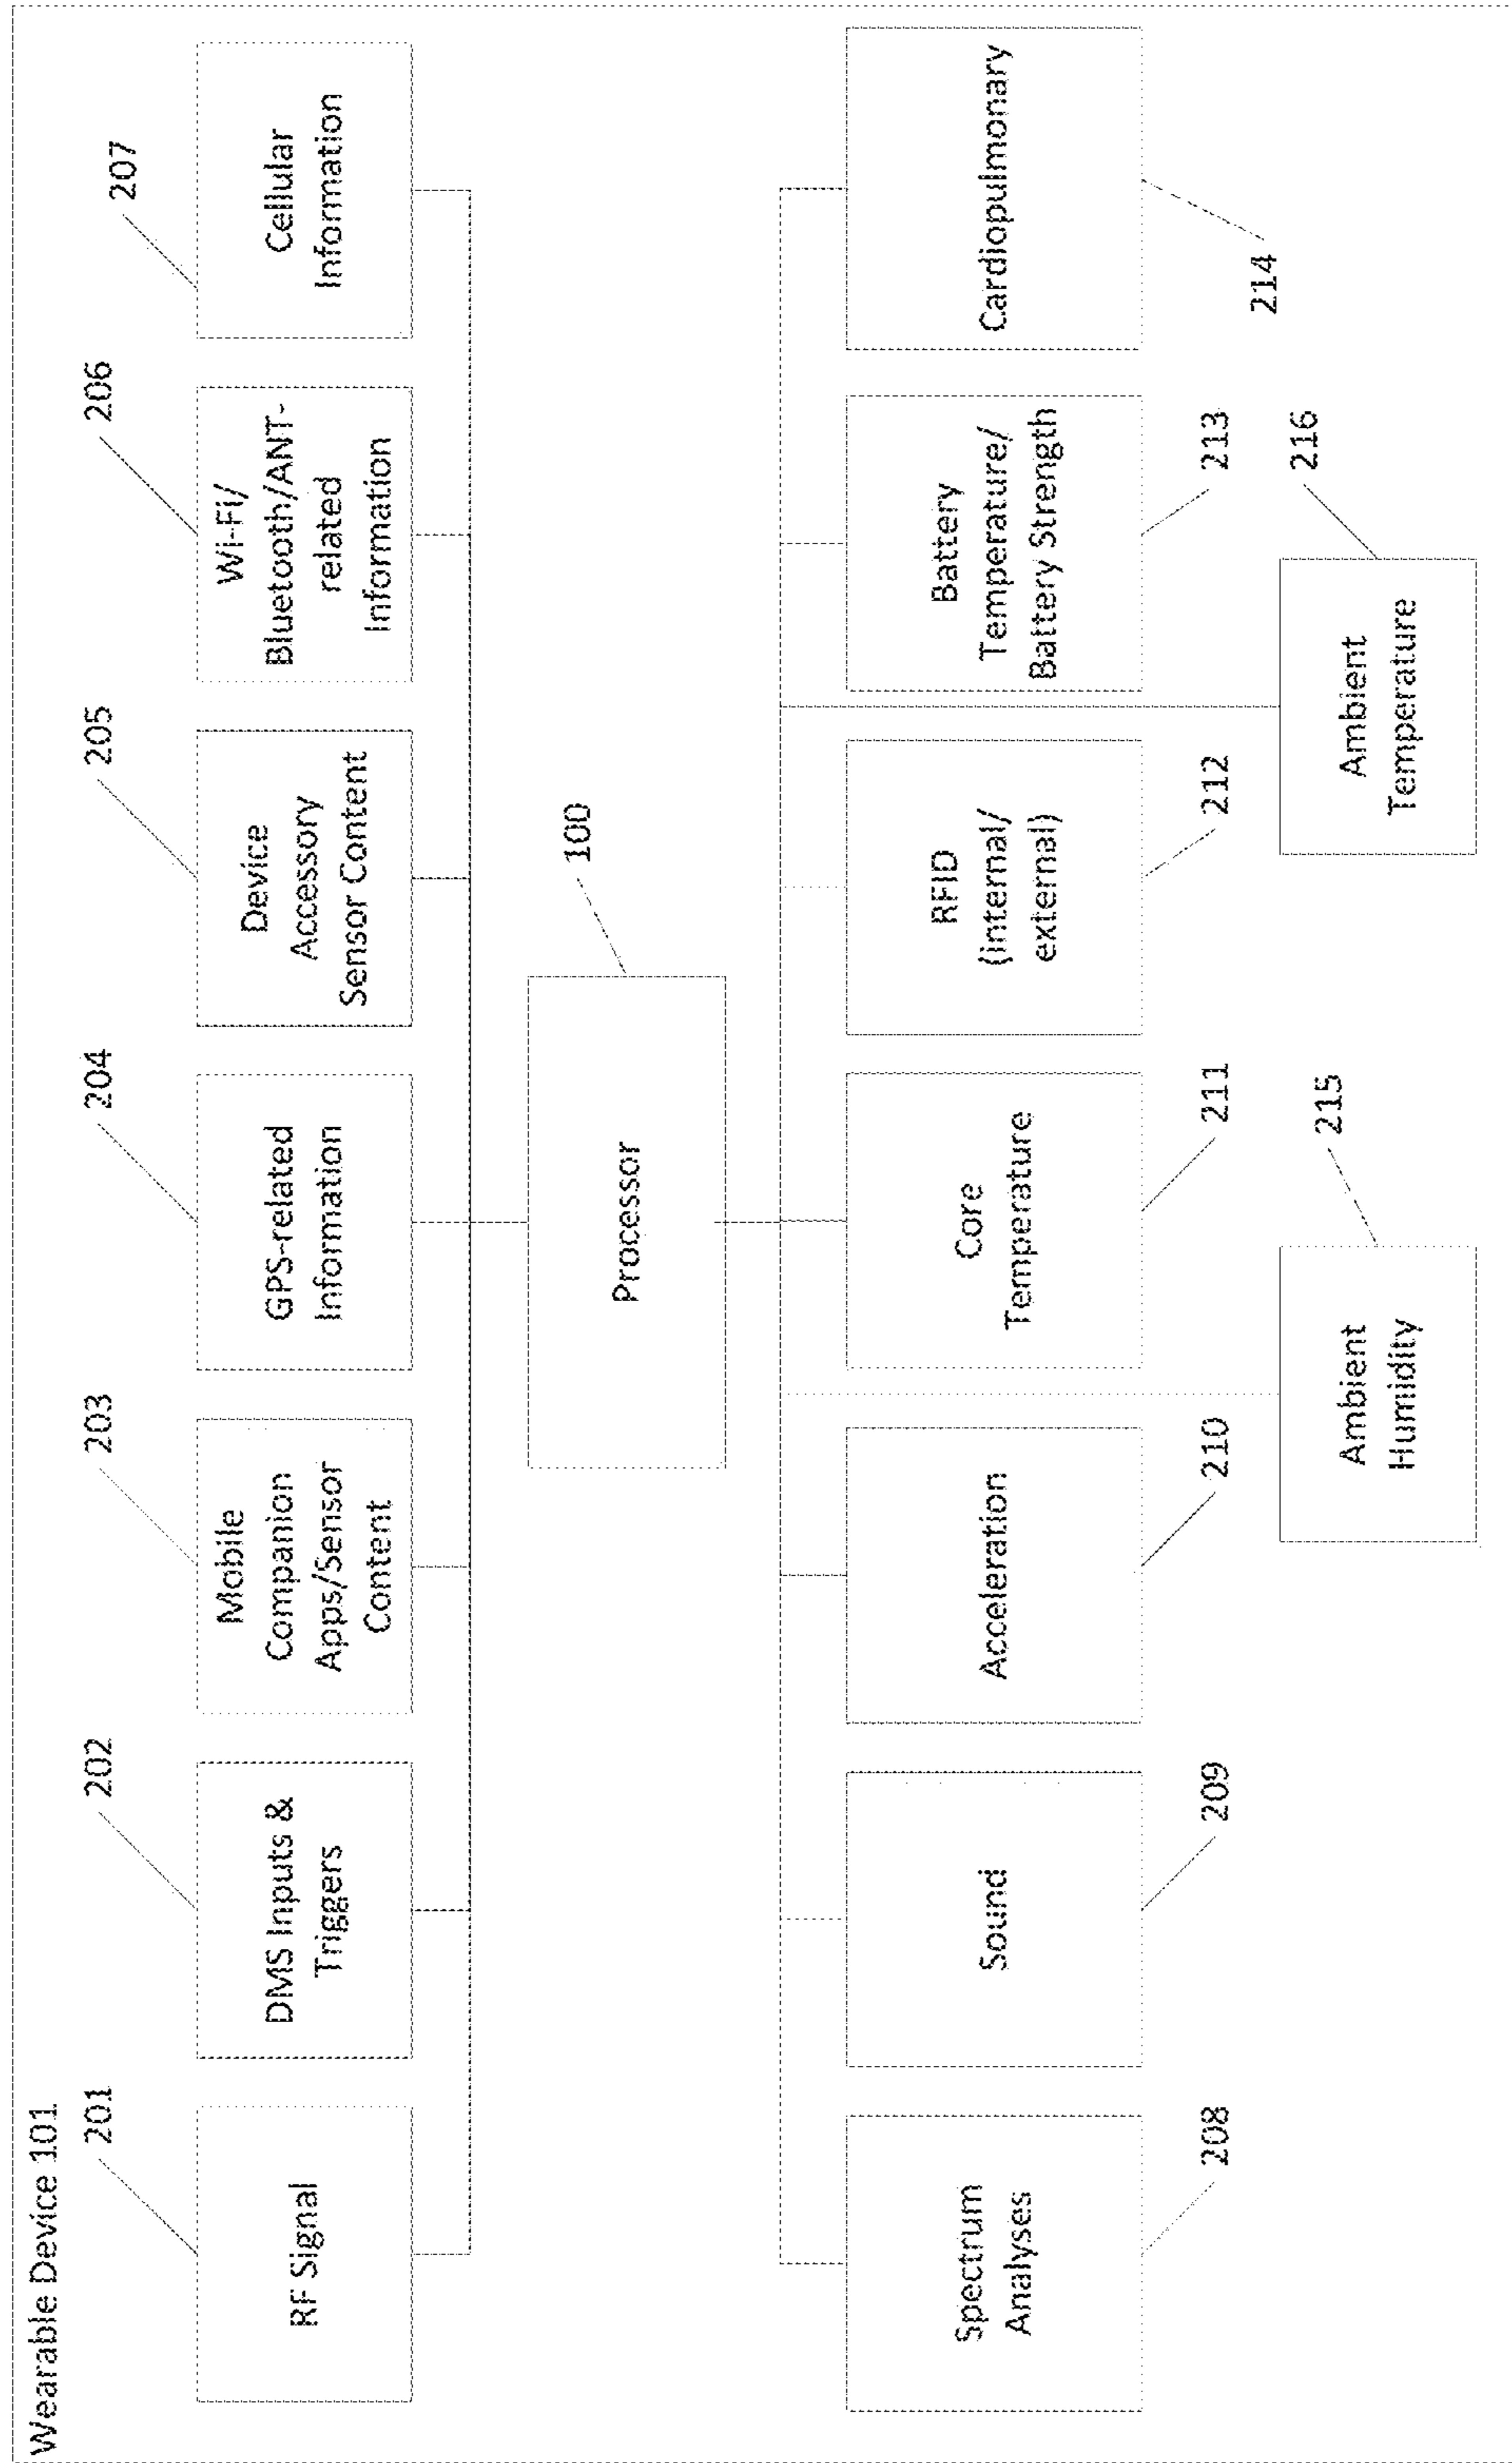 Wearable Device 101
201
202
203
204
205
206
207
RF Signal
DMS Inputs &
Triggers
Mobile
Companion
Apps/Sensor
Content
GPS-related
Information
Device
Accessory
Sensor Content
Wi-Fi/
Bluetooth/ANT-
related
Information
Cellular
Information
Processor
100
Spectrum
Analyses
Sound
Acceleration
Core
Temperature
RFID
(internal/
external)
Battery
Temperature/
Battery Strength
Cardiopulmonary
208
209
210
211
212
213
214
215
216
Ambient
Humidity
Ambient
Temperature